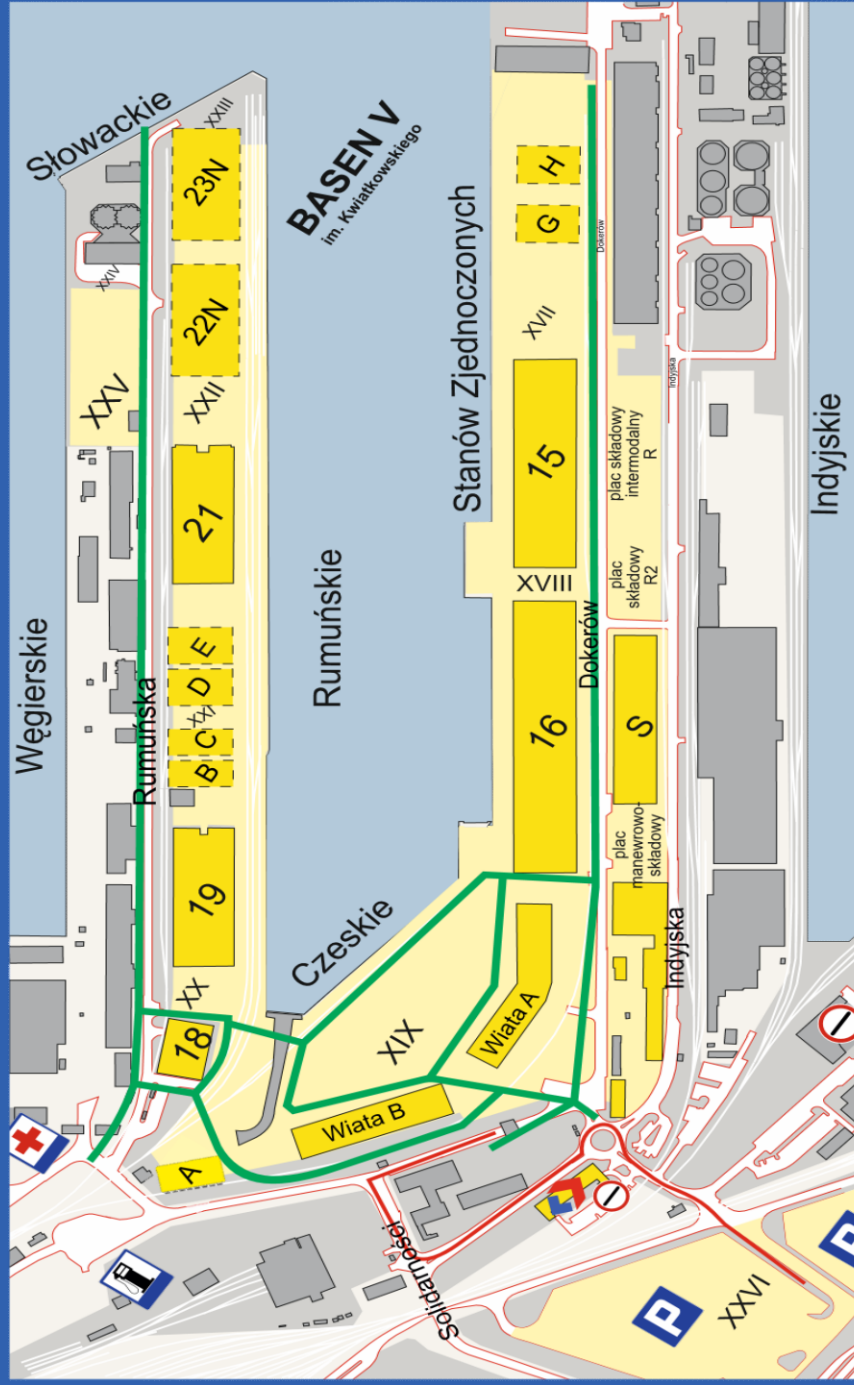 Słowackie
XXIII
23N
BASEN V
im. Kwiatkowskiego
XXIV
22N
XXV
XXII
21
Węgierskie
Rumuńska
E
D
XXI
C
B
Rumuńskie
19
XX
18
Czeskie
Stanów Zjednoczonych
H
G
Dokerów
XVII
15
Indyjska
plac składowy
intermodalny
R
plac
składowy
R2
XVIII
Dokerów
16
S
plac
manewrowo-
składowy
Indyjska
Indyjskie
XIX
Wiata A
Wiata B
A
Solidarności
P
XXVI
P